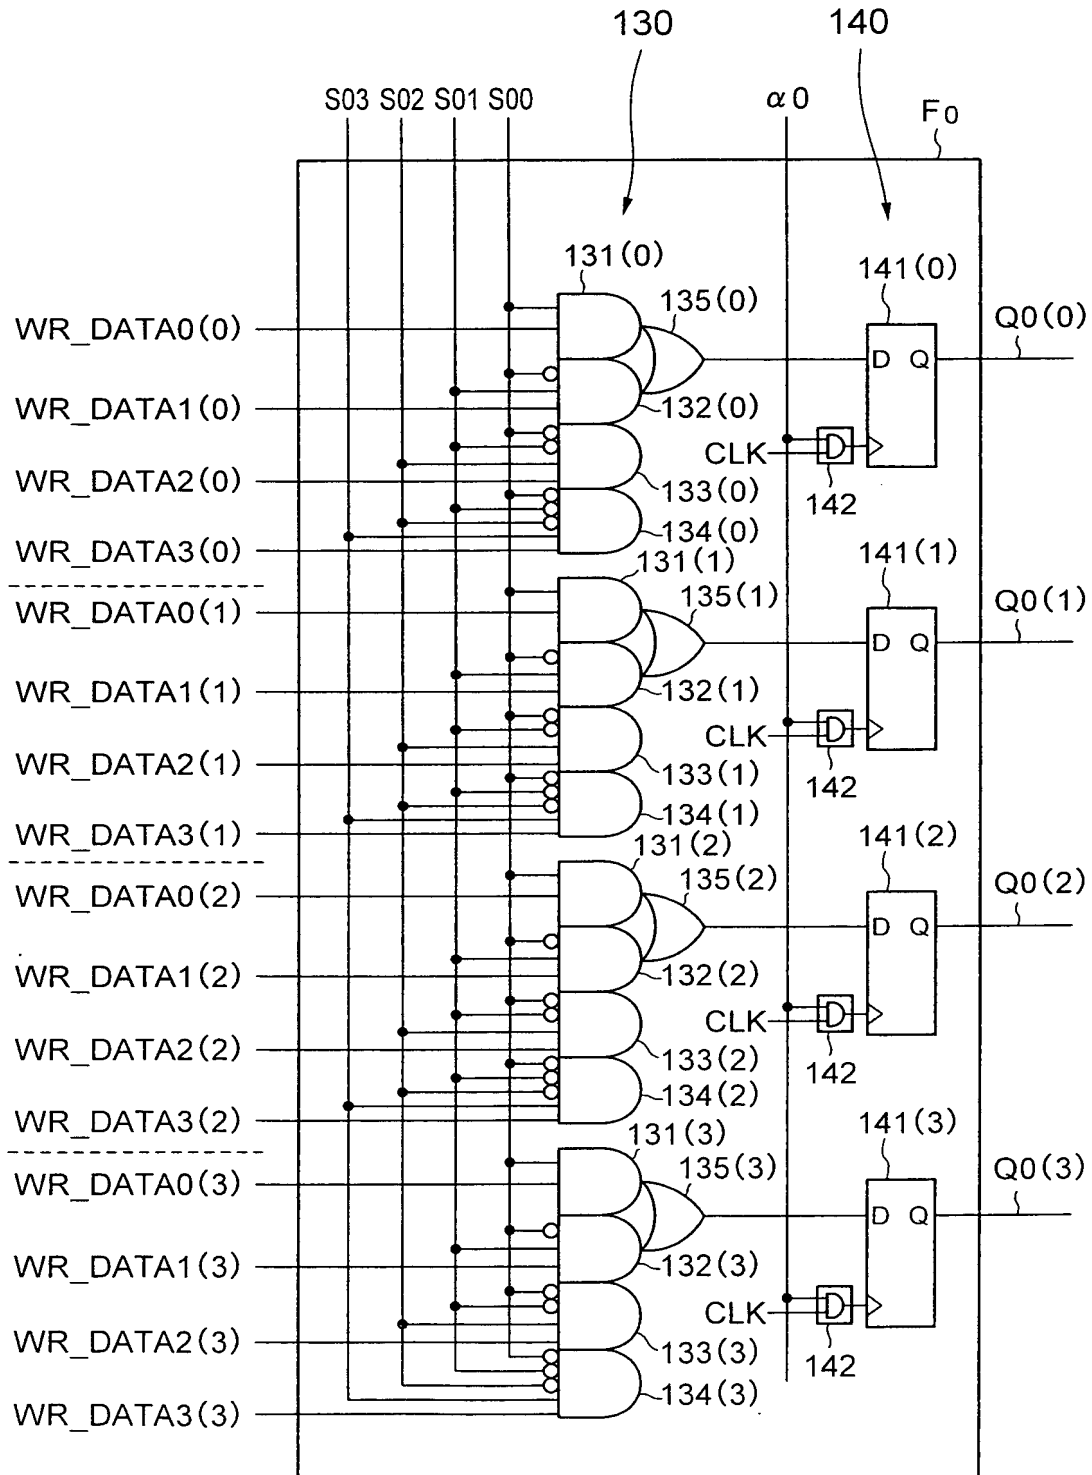 130
140
S03 S02 S01 S00
α0
F0
131(0)
135(0)
141(0)
Q0(0)
WR_DATA0(0)
D Q
WR_DATA1(0)
132(0)
CLK
WR_DATA2(0)
133(0)
142
134(0)
WR_DATA3(0)
131(1)
141(1)
WR_DATA0(1)
135(1)
Q0(1)
D Q
WR_DATA1(1)
132(1)
CLK
WR_DATA2(1)
133(1)
142
134(1)
WR_DATA3(1)
131(2)
141(2)
135(2)
Q0(2)
WR_DATA0(2)
D Q
WR_DATA1(2)
132(2)
CLK
WR_DATA2(2)
133(2)
142
134(2)
WR_DATA3(2)
131(3)
141(3)
135(3)
Q0(3)
WR_DATA0(3)
D Q
WR_DATA1(3)
132(3)
CLK
WR_DATA2(3)
133(3)
142
134(3)
WR_DATA3(3)